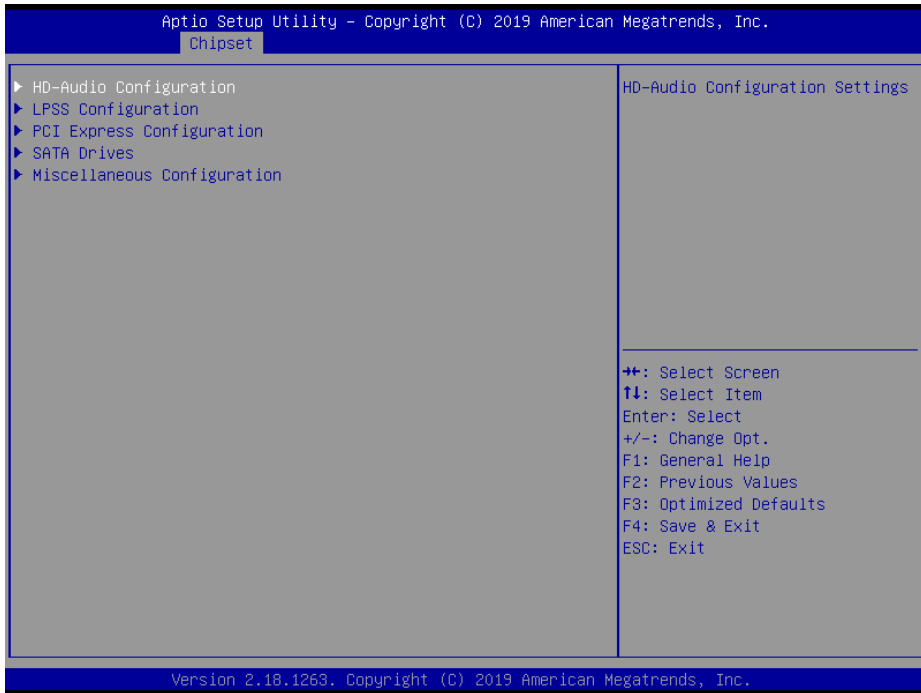 Aptio Setup Utility – Copyright (C) 2019 American Megatrends, Inc.
Chipset
▶ HD-Audio Configuration
▶ LPSS Configuration
▶ PCI Express Configuration
▶ SATA Drives
▶ Miscellaneous Configuration
HD-Audio Configuration Settings
→←: Select Screen
↑↓: Select Item
Enter: Select
+/-: Change Opt.
F1: General Help
F2: Previous Values
F3: Optimized Defaults
F4: Save & Exit
ESC: Exit
Version 2.18.1263. Copyright (C) 2019 American Megatrends, Inc.